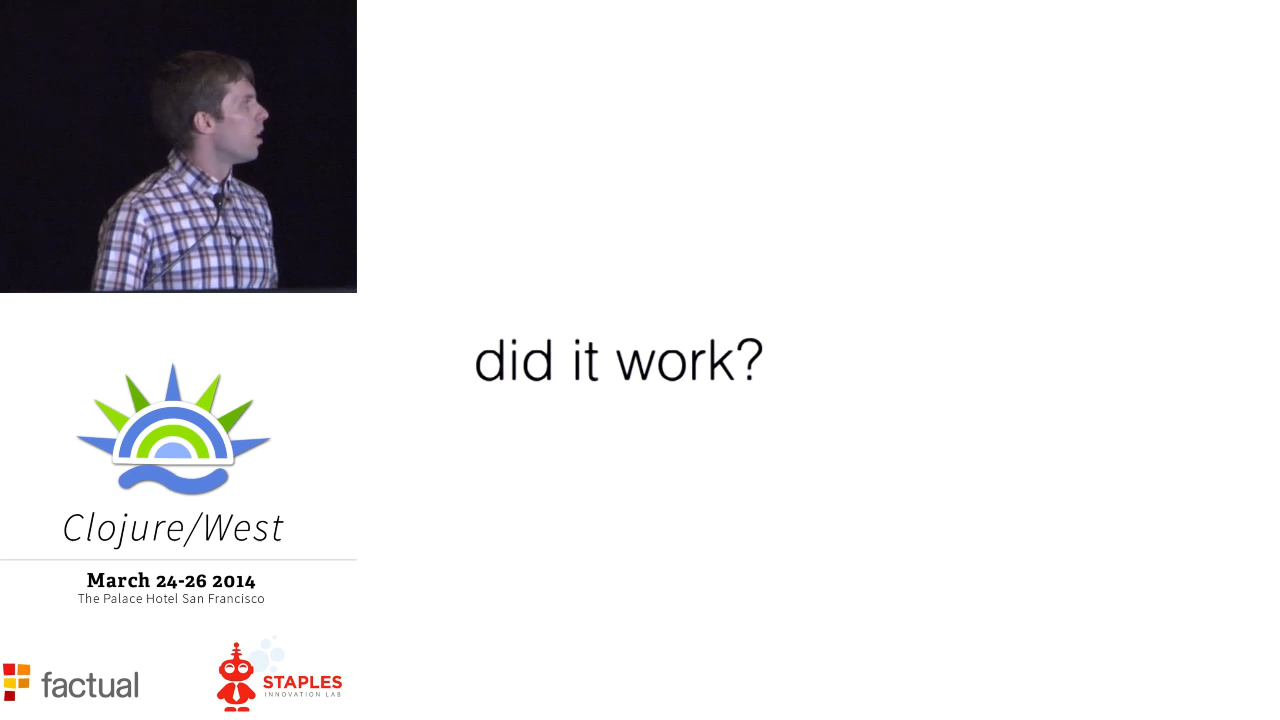 did it work?
Clojure/West
March 24-26 2014
The Palace Hotel San Francisco
factual
STAPLES
INNOVATION LAB